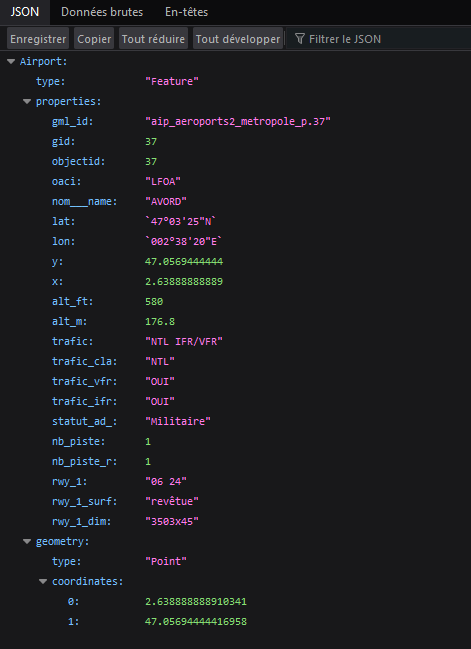 JSON
Données brutes
En-têtes
Enregistrer Copier Tout réduire Tout développer Filtrer le JSON
Airport:
type: "Feature"
properties:
gml_id: "aip_aeroports2_metropole_p.37"
gid: 37
objectid: 37
oaci: "LFOA"
nom___name: "AVORD"
lat: `47°03'25"N`
lon: `002°38'20"E`
y: 47.0569444444
x: 2.63888888889
alt_ft: 580
alt_m: 176.8
trafic: "NTL IFR/VFR"
trafic_cla: "NTL"
trafic_vfr: "OUI"
trafic_ifr: "OUI"
statut_ad_: "Militaire"
nb_piste: 1
nb_piste_r: 1
rwy_1: "06 24"
rwy_1_surf: "revêtue"
rwy_1_dim: "3503X45"
geometry:
type: "Point"
coordinates:
0: 2.638888888910341
1: 47.05694444416958